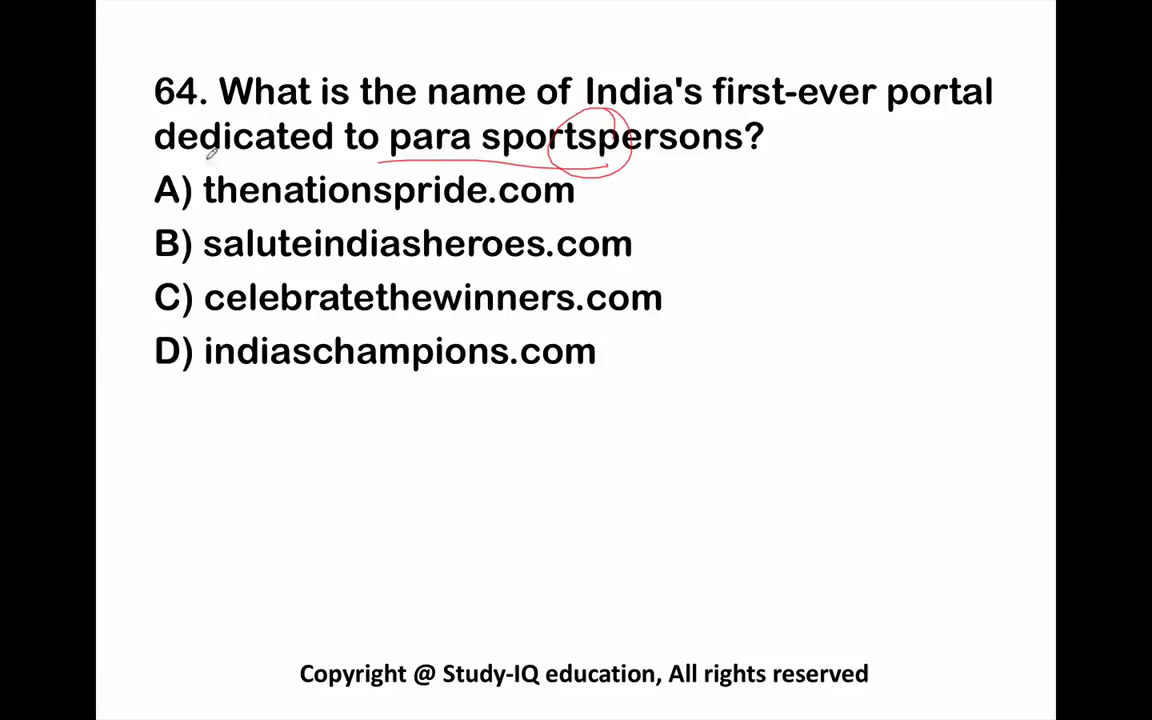 64. What is the name of India's first-ever portal
dedicated to para sportspersons?
A) thenationspride.com
B) saluteindiasheroes.com
C) celebratethewinners.com
D) indiaschampions.com
Copyright @ Study-IQ education, All rights reserved